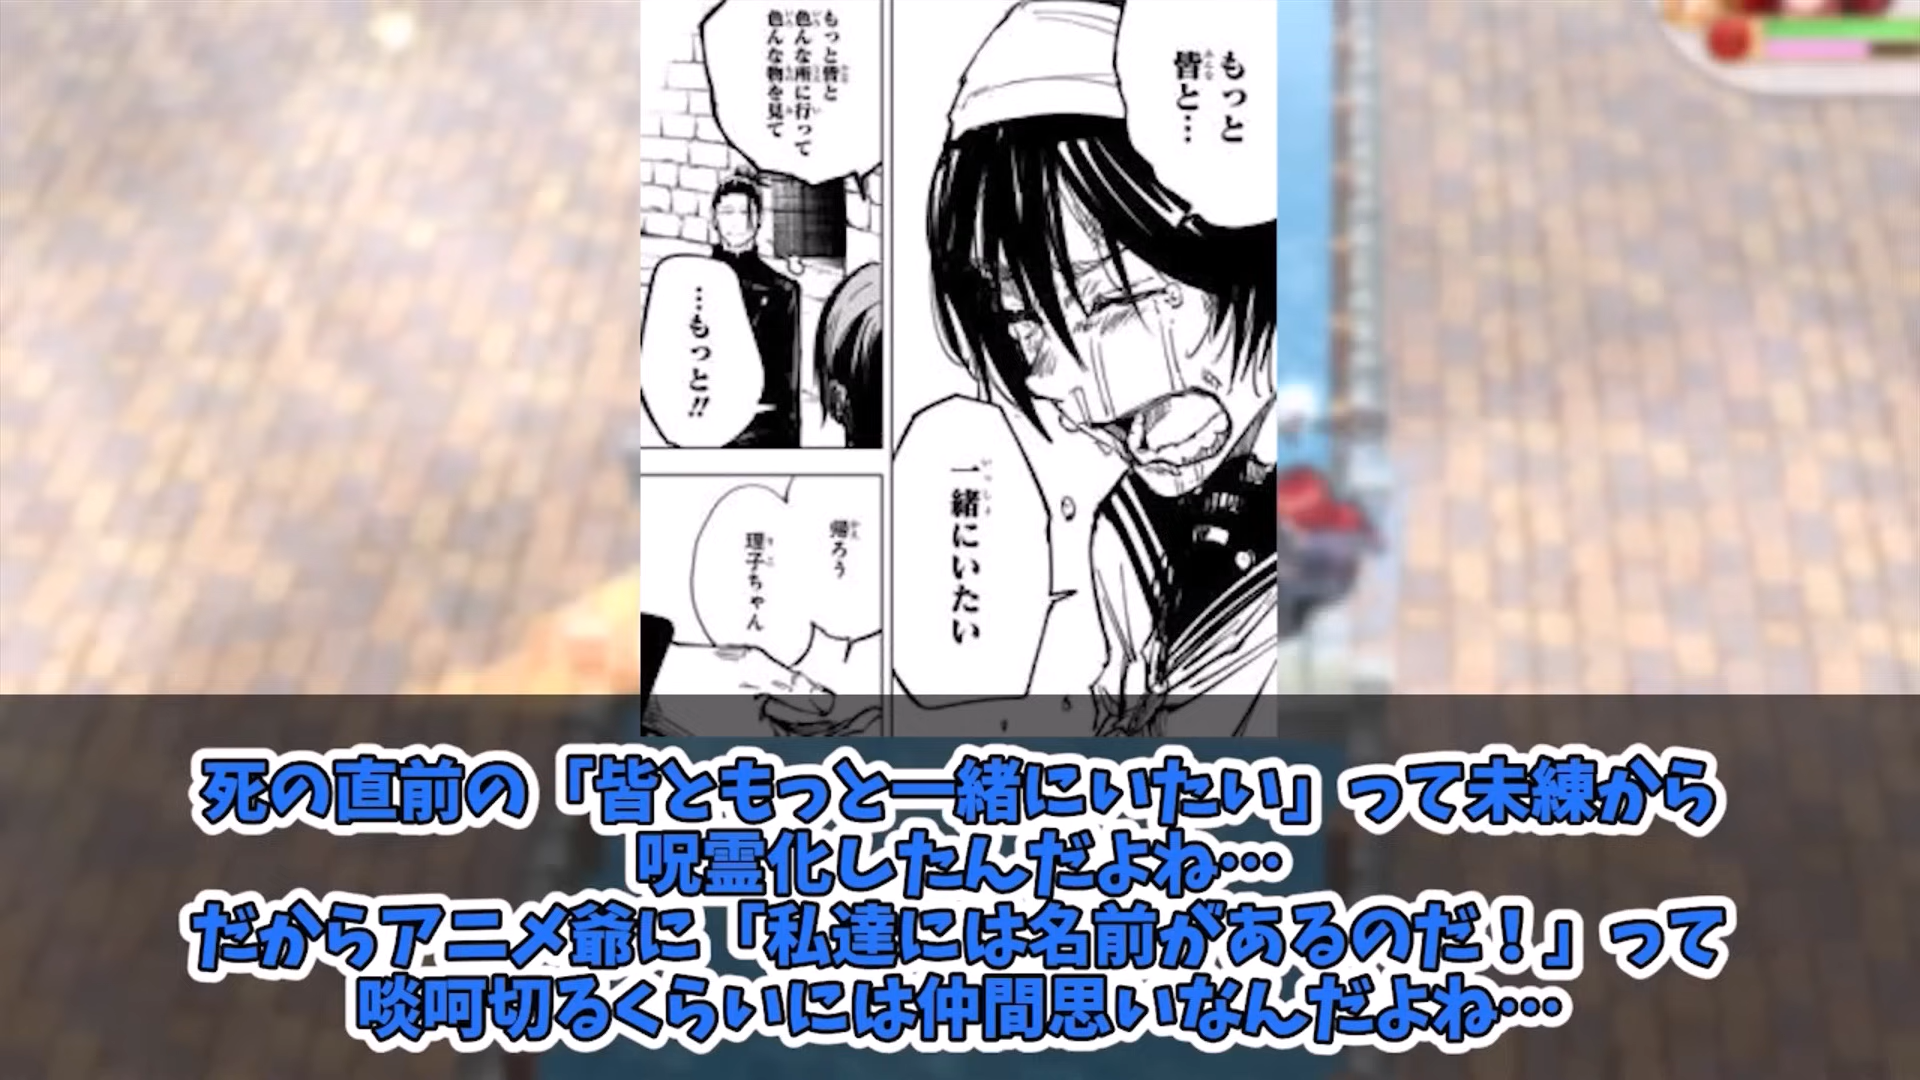 もっと
皆と…
一緒にいたい
もっと皆と
色んな所に行って
色んな物を見て
…もっと!!
帰ろう
理子ちゃん
死の直前の「皆ともっと一緒にいたい」って未練から
呪霊化したんだよね…
だからアニメ爺に「私達には名前があるのだ！」って
啖呵切るくらいには仲間思いなんだよね…